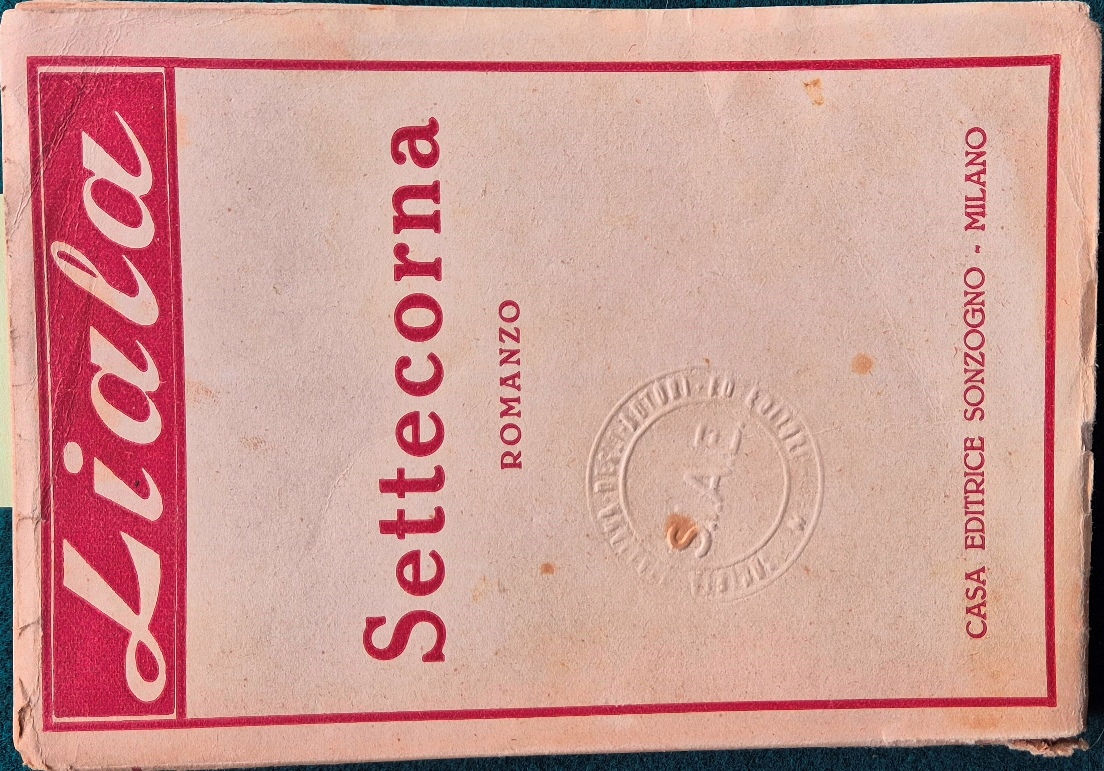 Liala
Settecorna
ROMANZO
S.A.E.
CASA EDITRICE SONZOGNO - MILANO